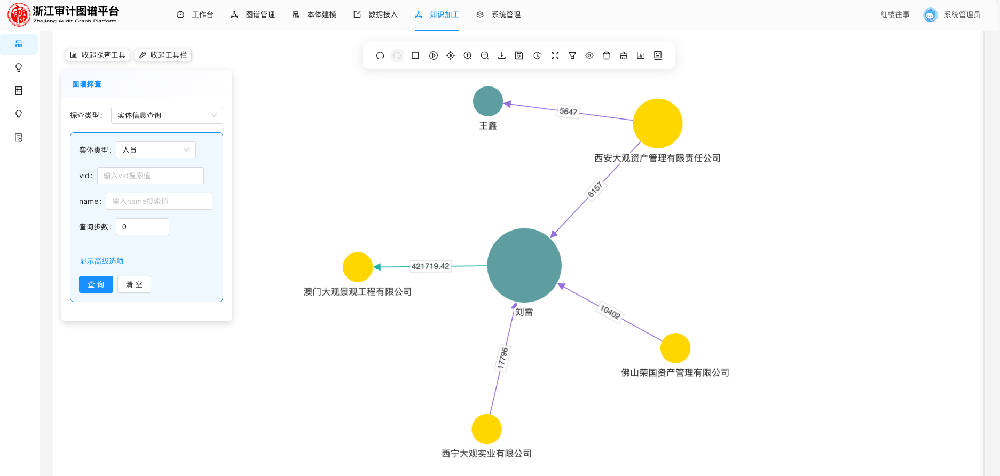 浙江审计图谱平台
Zhejiang Audit Graph Platform
工作台 图谱管理 本体建模 数据接入 知识加工 系统管理
红楼往事 系统管理员
收起探查工具 收起工具栏
图谱探查
探查类型： 实体信息查询
实体类型： 人员
vid： 输入vid搜索值
name： 输入name搜索值
查询步数： 0
显示高级选项
查 询 清 空
5647
王鑫
西安大观资产管理有限责任公司
6157
421719.42
澳门大观景观工程有限公司
刘雷
10402
17796
佛山荣国资产管理有限公司
西宁大观实业有限公司